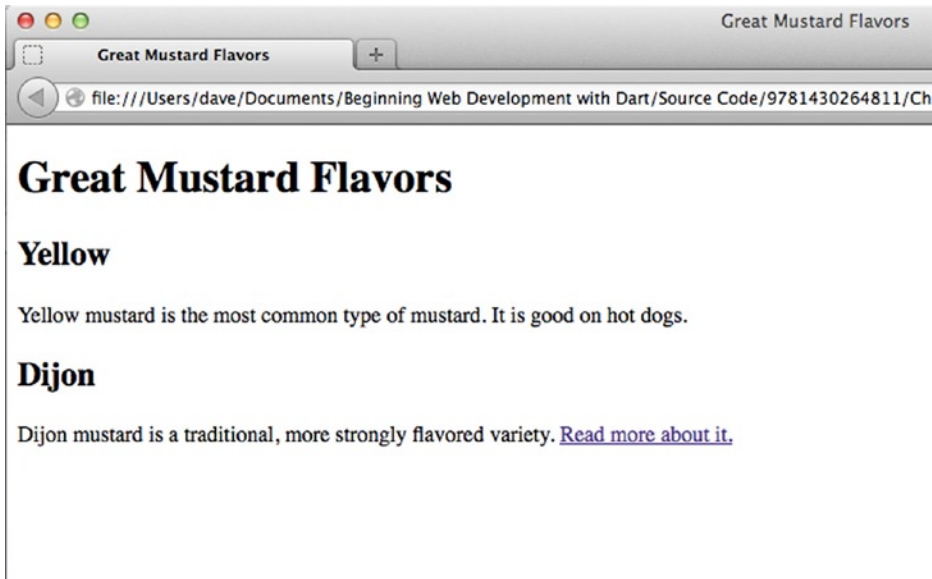 Great Mustard Flavors
Great Mustard Flavors
file:///Users/dave/Documents/Beginning Web Development with Dart/Source Code/9781430264811/Ch
Great Mustard Flavors
Yellow
Yellow mustard is the most common type of mustard. It is good on hot dogs.
Dijon
Dijon mustard is a traditional, more strongly flavored variety. Read more about it.